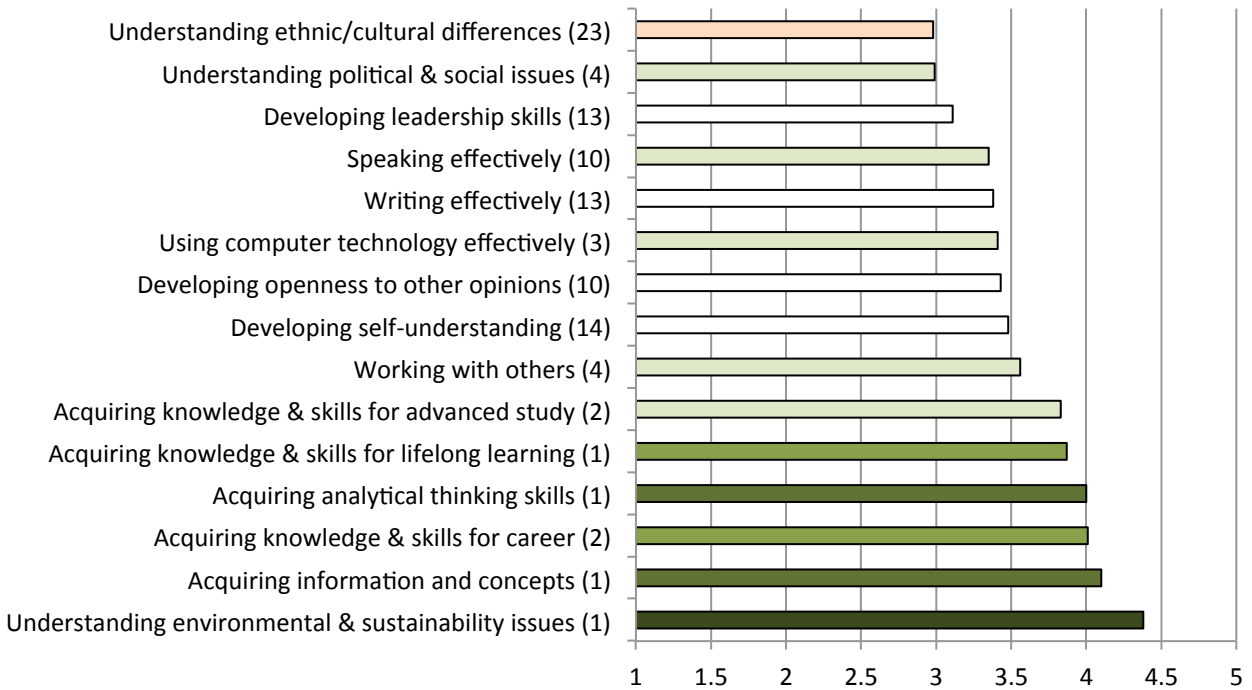 Understanding ethnic/cultural differences (23)
Understanding political & social issues (4)
Developing leadership skills (13)
Speaking effectively (10)
Writing effectively (13)
Using computer technology effectively (3)
Developing openness to other opinions (10)
Developing self-understanding (14)
Working with others (4)
Acquiring knowledge & skills for advanced study (2)
Acquiring knowledge & skills for lifelong learning (1)
Acquiring analytical thinking skills (1)
Acquiring knowledge & skills for career (2)
Acquiring information and concepts (1)
Understanding environmental & sustainability issues (1)
1 1.5 2 2.5 3 3.5 4 4.5 5